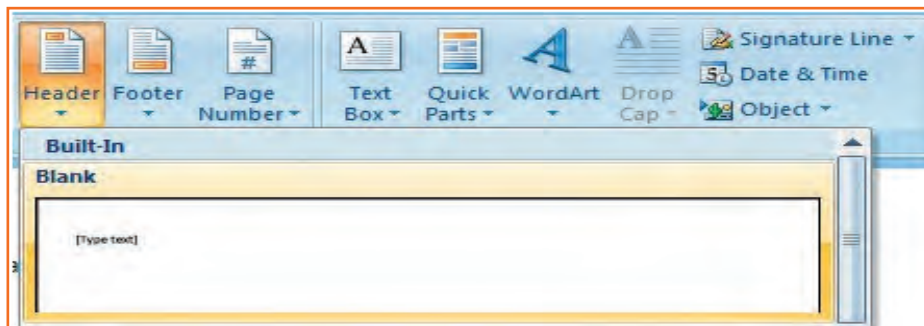 Header Footer Page Number Text Box Quick Parts WordArt Drop Cap
Signature Line
Date & Time
Object
Built-In
Blank
[Type text]